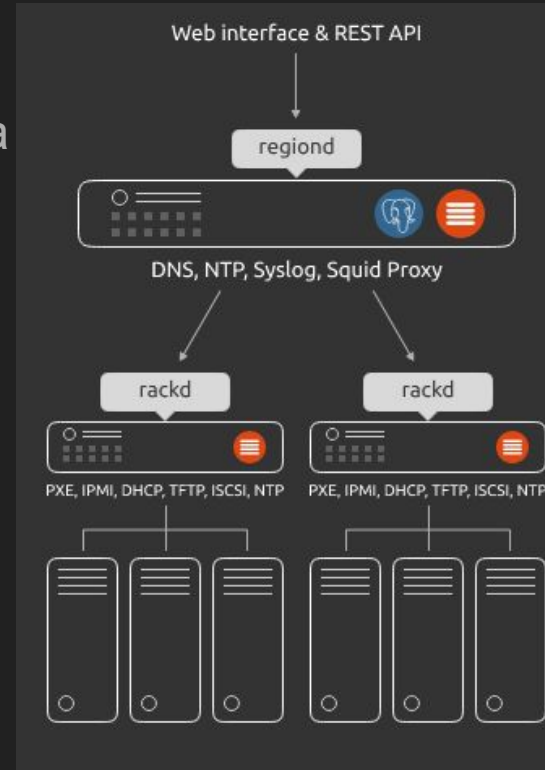 Web interface & REST API
a
regiond
DNS, NTP, Syslog, Squid Proxy
rackd
rackd
PXE, IPMI, DHCP, TFTP, ISCSI, NTP
PXE, IPMI, DHCP, TFTP, ISCSI, NTP